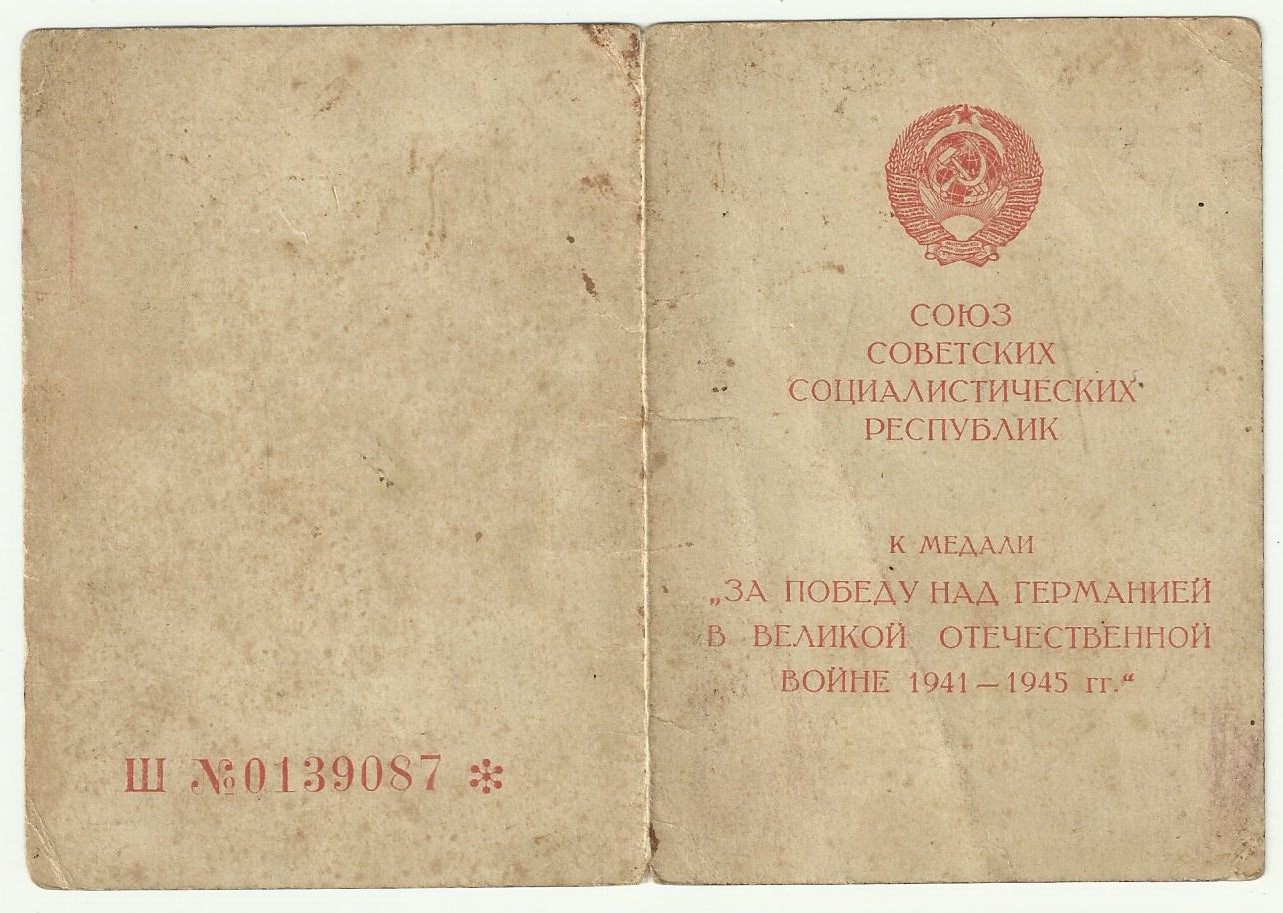 Ш №0139087 *
СОЮЗ
СОВЕТСКИХ
СОЦИАЛИСТИЧЕСКИХ
РЕСПУБЛИК
К МЕДАЛИ
„ЗА ПОБЕДУ НАД ГЕРМАНИЕЙ
В ВЕЛИКОЙ ОТЕЧЕСТВЕННОЙ
ВОЙНЕ 1941—1945 гг.“